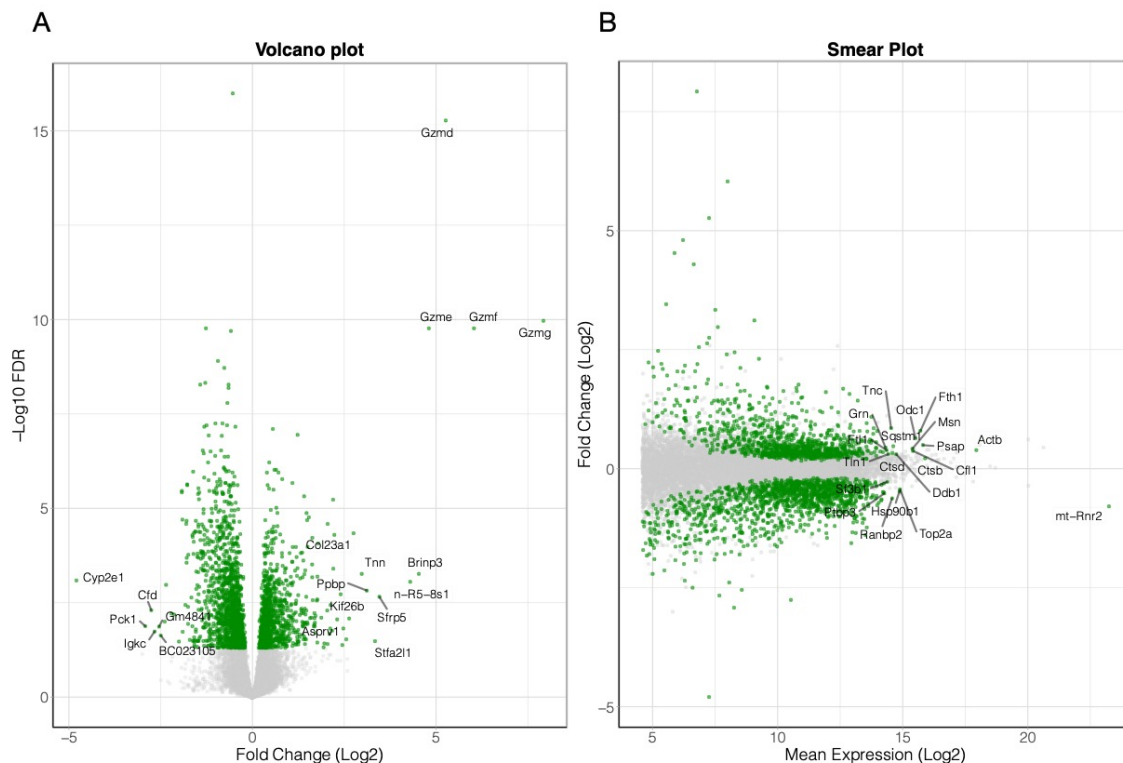 A
Volcano plot
15
10
5
0
−Log10 FDR
−5
0
5
Fold Change (Log2)
Gzmd
Gzme
Gzmf
Gzmg
Col23a1
Tnn
Brinp3
Ppbp
n−R5−8s1
Kif26b
Sfrp5
Asprv1
Stfa2l1
Cyp2e1
Cfd
Pck1
Gm4841
Igkc
BC023105
B
Smear Plot
5
0
−5
Fold Change (Log2)
5
10
15
20
Mean Expression (Log2)
Tnc
Fth1
Grn
Odc1
Msn
Ftl1
Sqstm1
Psap
Actb
Tln1
Ctsd
Ctsb
Cfl1
Sf3b1
Ddb1
Ptbp3
Hsp90b1
Ranbp2
Top2a
mt−Rnr2